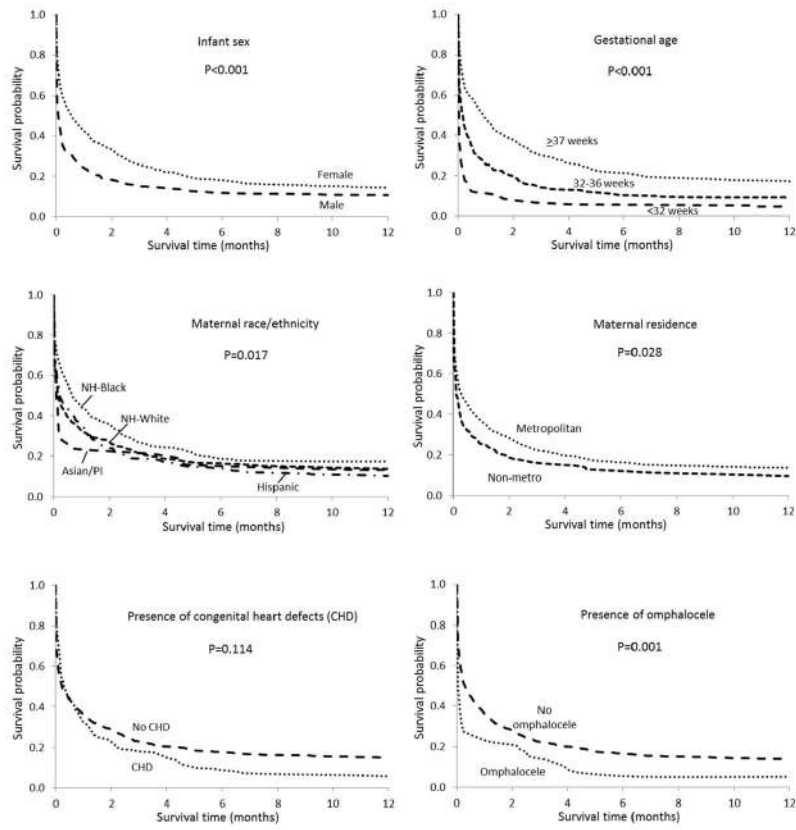 Infant sex
P<0.001
Survival probability
1.0
0.8
0.6
0.4
0.2
0.0
Female
Male
0 2 4 6 8 10 12
Survival time (months)
Gestational age
P<0.001
Survival probability
1.0
0.8
0.6
0.4
0.2
0.0
≥37 weeks
32-36 weeks
<32 weeks
0 2 4 6 8 10 12
Survival time (months)
Maternal race/ethnicity
P=0.017
Survival probability
1.0
0.8
0.6
0.4
0.2
0.0
NH-Black
NH-White
Asian/PI
Hispanic
0 2 4 6 8 10 12
Survival time (months)
Maternal residence
P=0.028
Survival probability
1.0
0.8
0.6
0.4
0.2
0.0
Metropolitan
Non-metro
0 2 4 6 8 10 12
Survival time (months)
Presence of congenital heart defects (CHD)
P=0.114
Survival probability
1.0
0.8
0.6
0.4
0.2
0.0
No CHD
CHD
0 2 4 6 8 10 12
Survival time (months)
Presence of omphalocele
P=0.001
Survival probability
1.0
0.8
0.6
0.4
0.2
0.0
No
omphalocele
Omphalocele
0 2 4 6 8 10 12
Survival time (months)